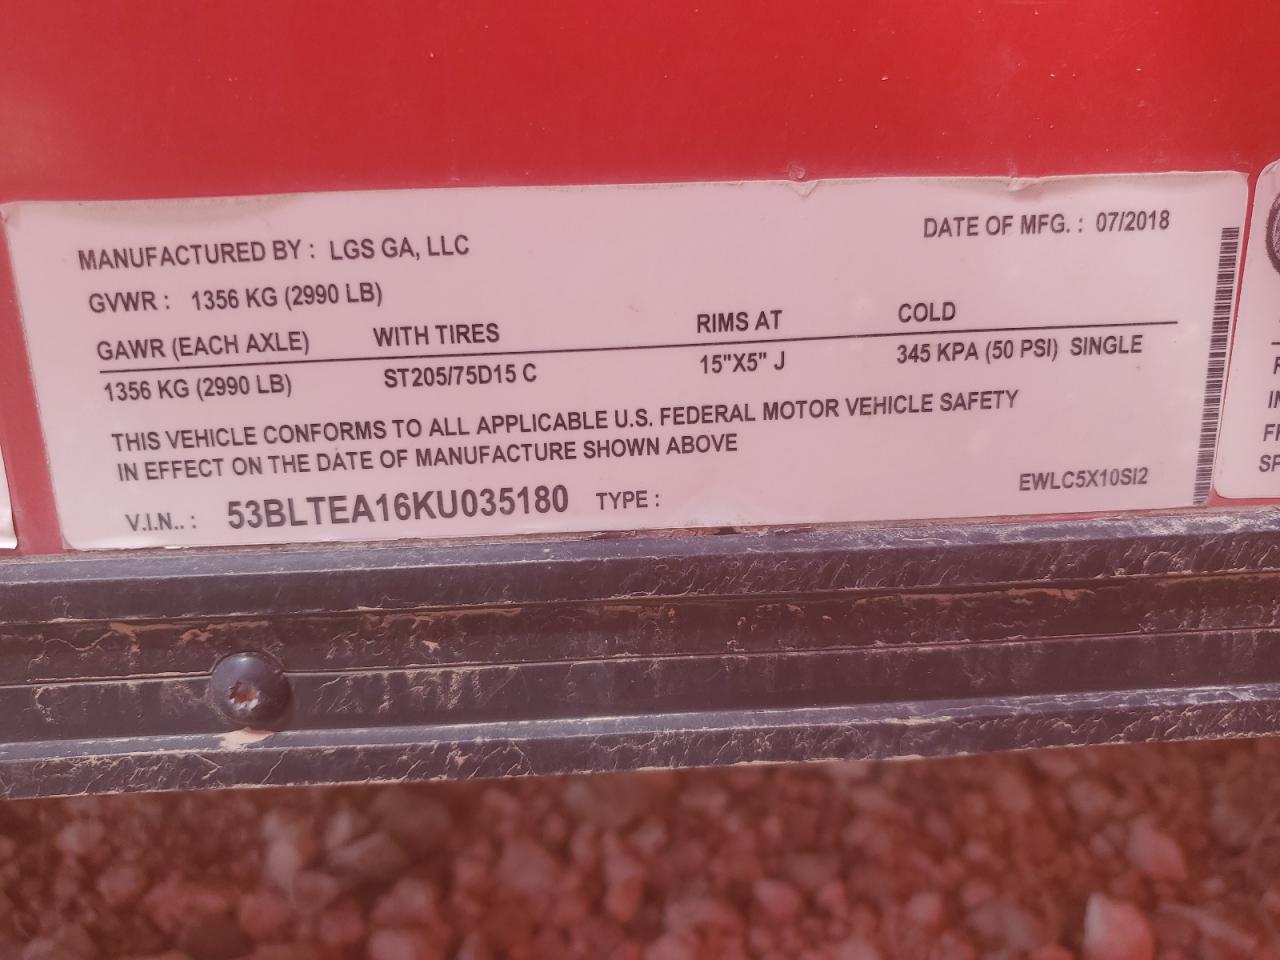 MANUFACTURED BY : LGS GA, LLC
DATE OF MFG. : 07/2018
GVWR : 1356 KG (2990 LB)
GAWR (EACH AXLE) WITH TIRES RIMS AT COLD
1356 KG (2990 LB) ST205/75D15 C 15"X5" J 345 KPA (50 PSI) SINGLE
THIS VEHICLE CONFORMS TO ALL APPLICABLE U.S. FEDERAL MOTOR VEHICLE SAFETY
IN EFFECT ON THE DATE OF MANUFACTURE SHOWN ABOVE
V.I.N.. : 53BLTEA16KU035180 TYPE :
EWLC5X10SI2